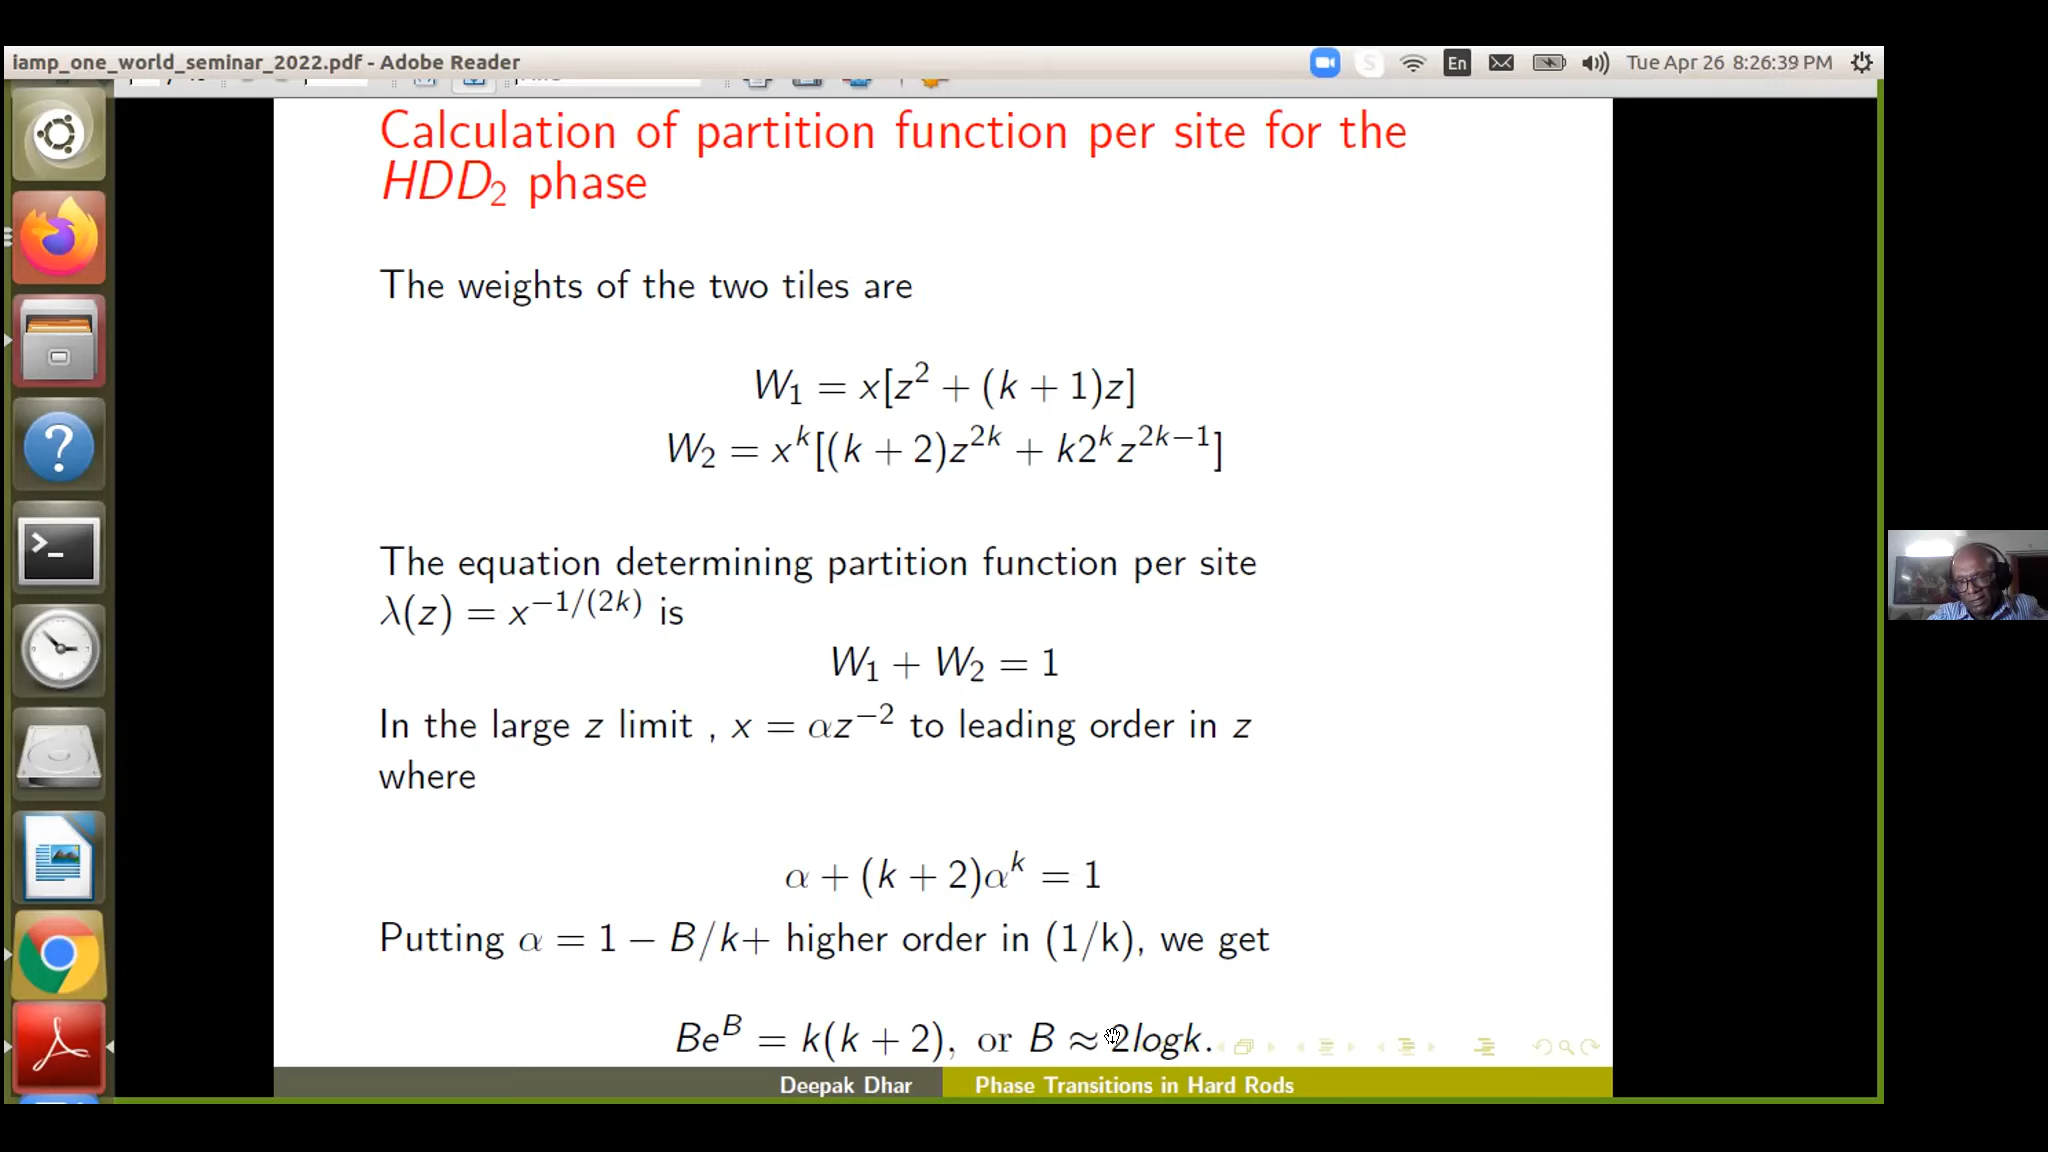 iamp_one_world_seminar_2022.pdf - Adobe Reader
En
Tue Apr 26 8:26:39 PM
Calculation of partition function per site for the
HDD₂ phase
The weights of the two tiles are
W₁ = x[z² + (k + 1)z]
W₂ = xᵏ[(k + 2)z²ᵏ + k2ᵏz²ᵏ⁻¹]
The equation determining partition function per site
λ(z) = x^{-1/(2k)} is
W₁ + W₂ = 1
In the large z limit , x = αz⁻² to leading order in z
where
α + (k + 2)αᵏ = 1
Putting α = 1 − B/k+ higher order in (1/k), we get
Be^B = k(k + 2), or B ≈ 2logk.
Deepak Dhar
Phase Transitions in Hard Rods